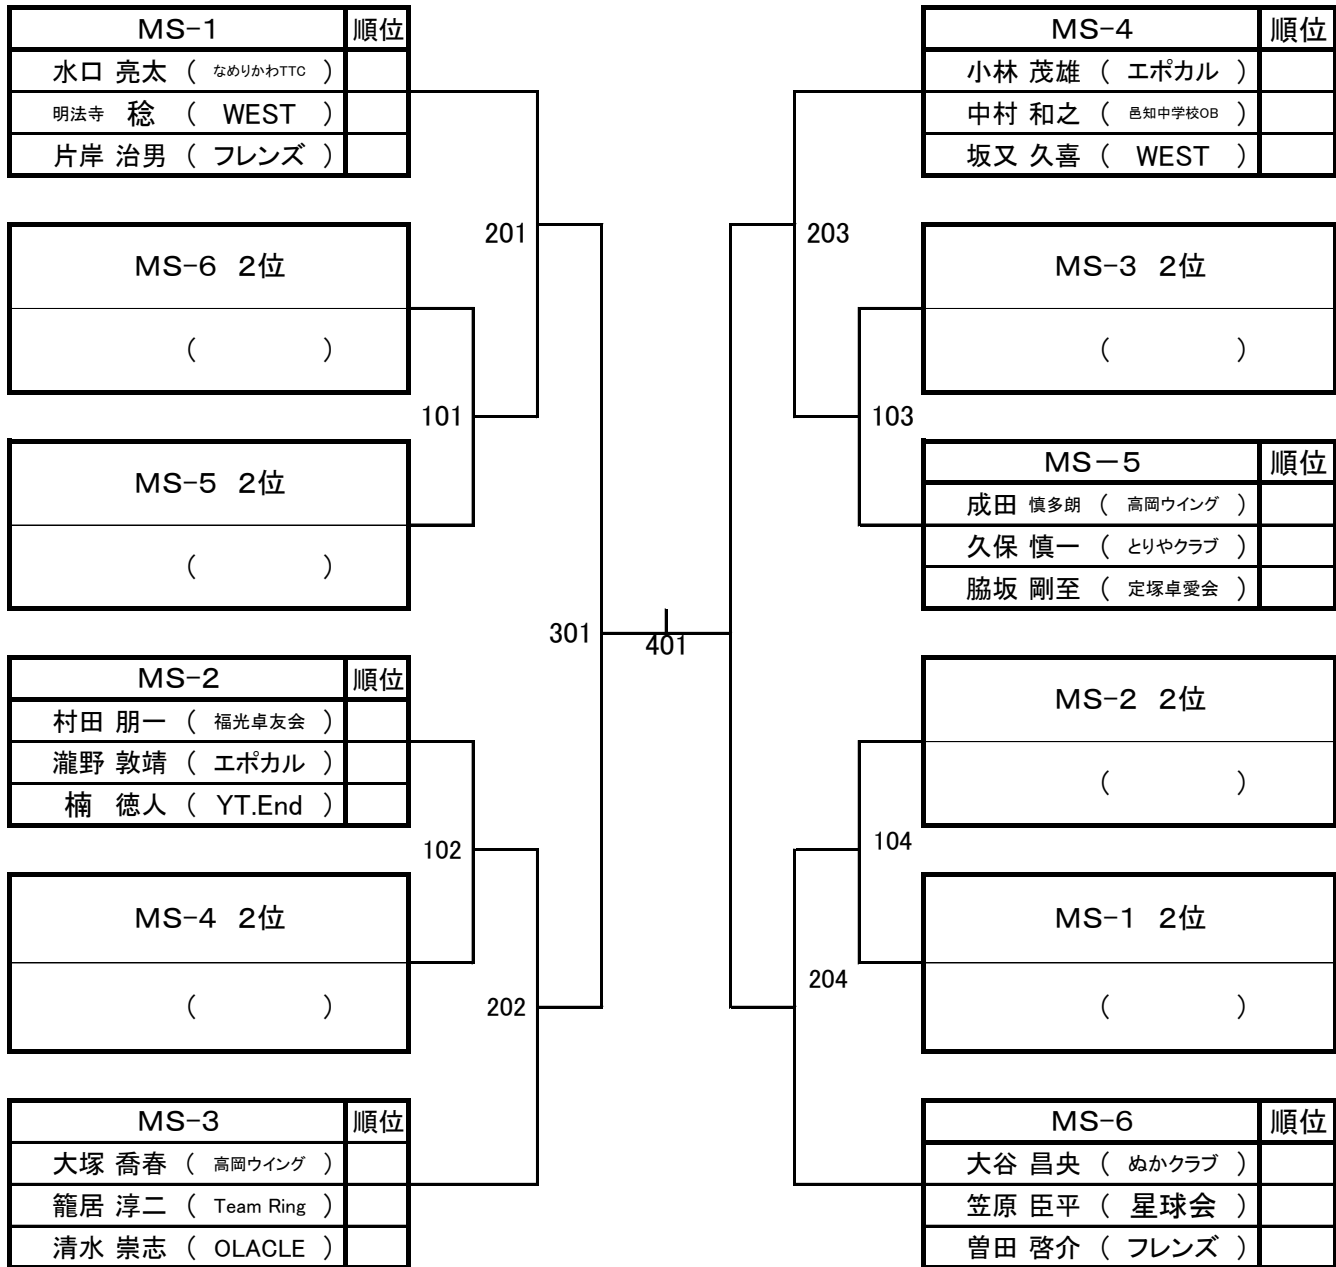 MS-1 順位
水口 亮太 ( なめりかわTTC )
明法寺 稔 ( WEST )
片岸 治男 ( フレンズ )
201
MS-6 2位
( )
101
MS-5 2位
( )
301
MS-2 順位
村田 朋一 ( 福光卓友会 )
瀧野 敦靖 ( エポカル )
楠 徳人 ( YT.End )
102
MS-4 2位
( )
202
MS-3 順位
大塚 喬春 ( 高岡ウイング )
籠居 淳二 ( Team Ring )
清水 崇志 ( OLACLE )
401
MS-4 順位
小林 茂雄 ( エポカル )
中村 和之 ( 邑知中学校OB )
坂又 久喜 ( WEST )
203
MS-3 2位
( )
103
MS-5 順位
成田 慎多朗 ( 高岡ウイング )
久保 慎一 ( とりやクラブ )
脇坂 剛至 ( 定塚卓愛会 )
MS-2 2位
( )
104
MS-1 2位
( )
204
MS-6 順位
大谷 昌央 ( ぬかクラブ )
笠原 臣平 ( 星球会 )
曽田 啓介 ( フレンズ )